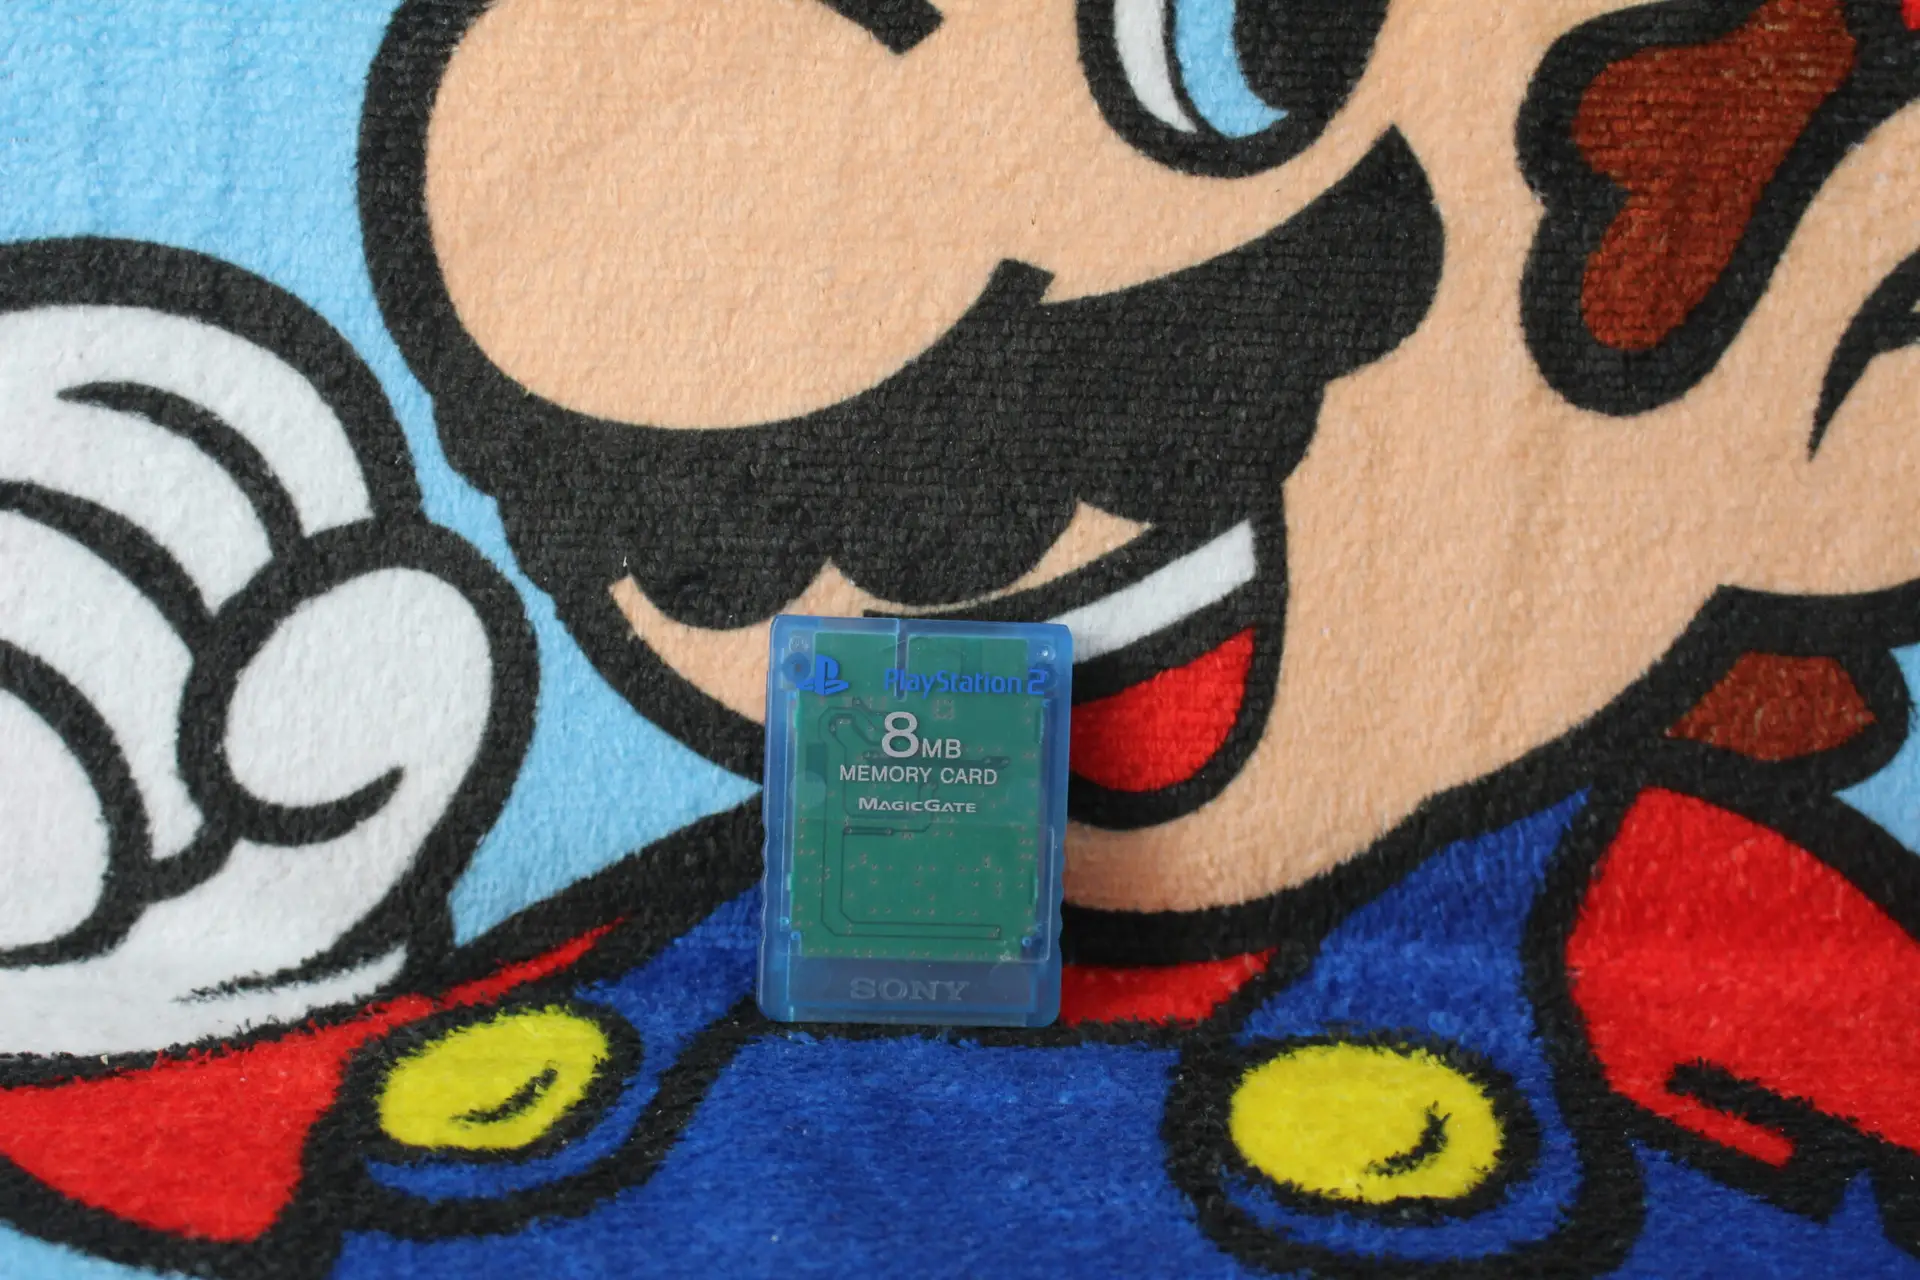 PlayStation 2
8MB
MEMORY CARD
MAGICGATE
SONY